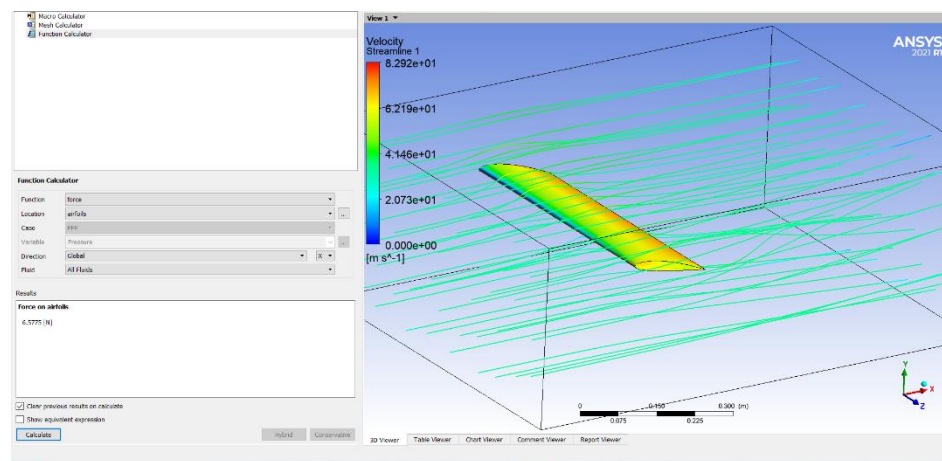 Macro Calculator
Mesh Calculator
Function Calculator
Function Calculator
Function force
Location airfoils
Case FFF
Variable Pressure
Direction Global X
Fluid All Fluids
Results
Force on airfoils
6.5775 [N]
Clear previous results on calculate
Show equivalent expression
Calculate Hybrid Conservative
View 1
Velocity
Streamline 1
8.292e+01
6.219e+01
4.146e+01
2.073e+01
0.000e+00
[m s^-1]
ANSYS
2021 R1
Y
X
Z
0 0.150 0.300 (m)
0.075 0.225
3D Viewer Table Viewer Chart Viewer Comment Viewer Report Viewer